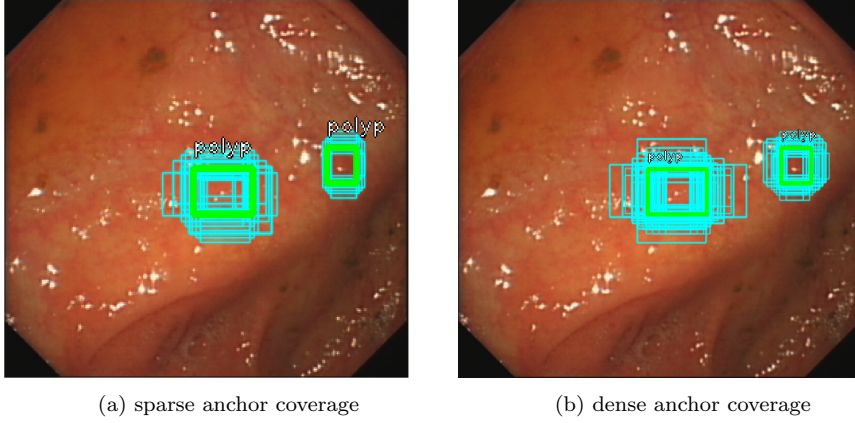 polyp
polyp
polyp
polyp
(a) sparse anchor coverage
(b) dense anchor coverage